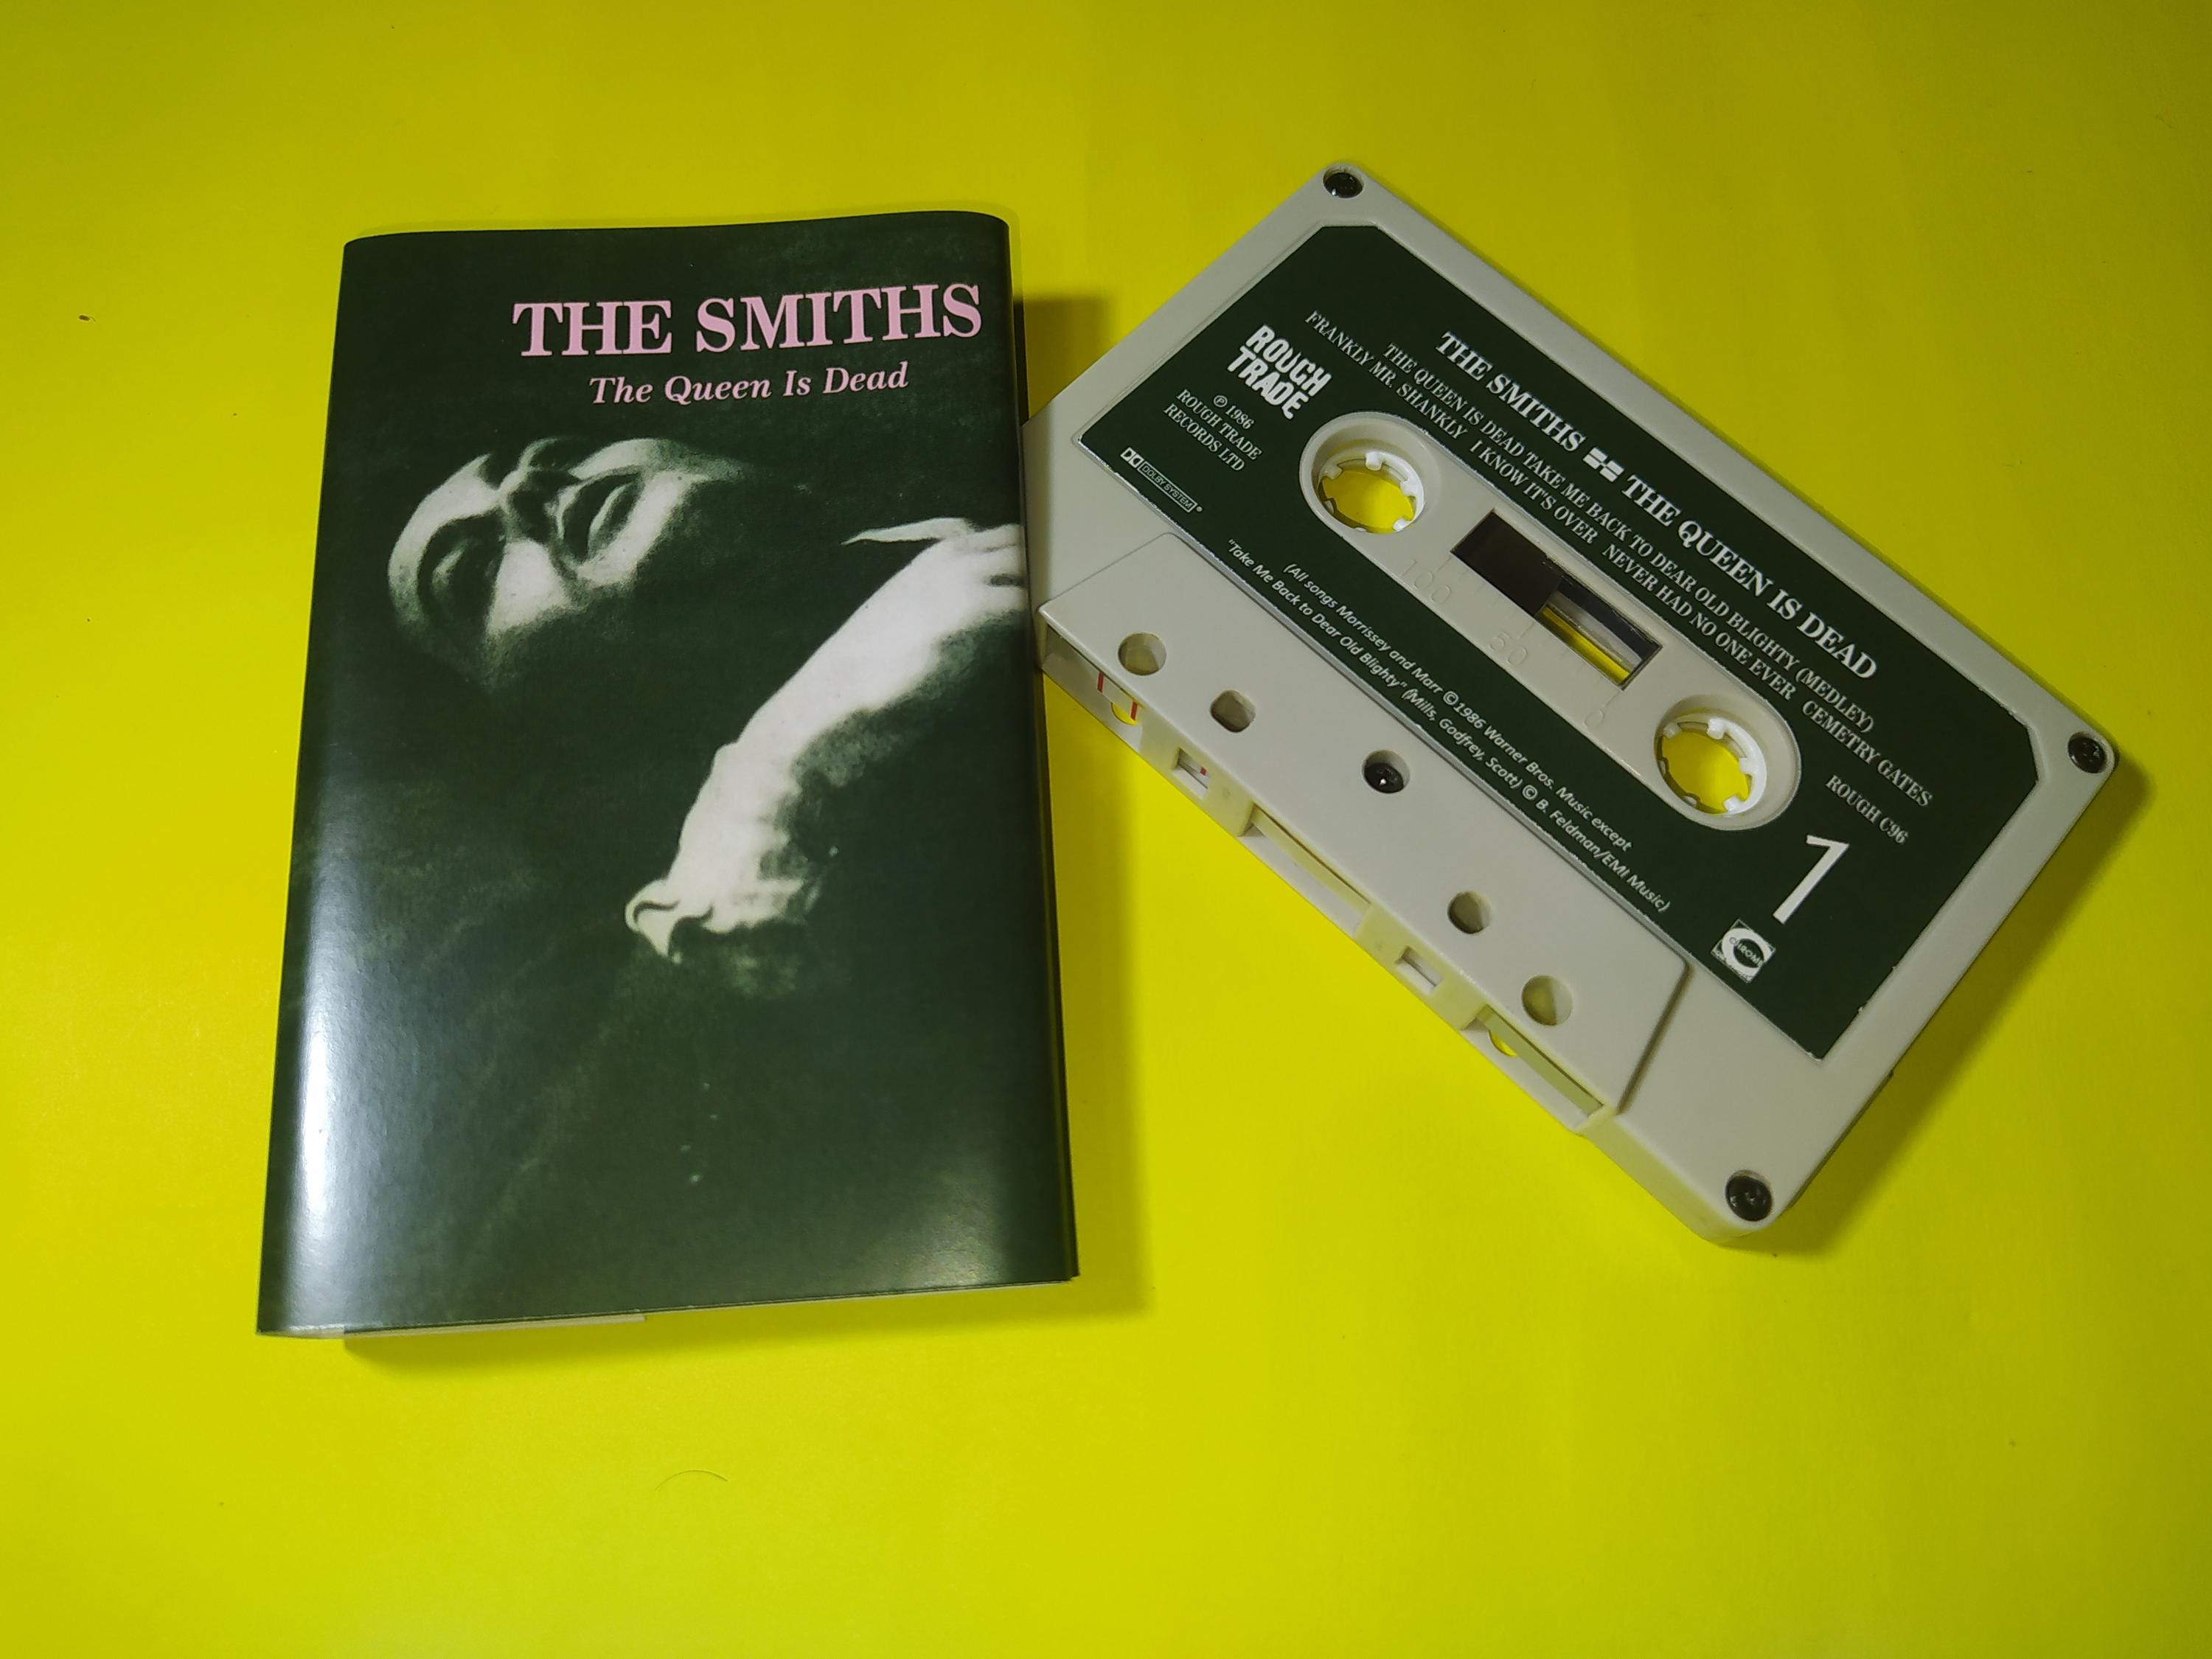 THE SMITHS
The Queen Is Dead
THE SMITHS THE QUEEN IS DEAD
THE QUEEN IS DEAD TAKE ME BACK TO DEAR OLD BLIGHTY (MEDLEY)
FRANKLY MR. SHANKLY I KNOW IT'S OVER NEVER HAD NO ONE EVER CEMETRY GATES
ROUGH
TRADE
℗ 1986
ROUGH TRADE
RECORDS LTD
DOLBY SYSTEM
ROUGH C96
1
100 50 0
(All songs Morrissey and Marr © 1986 Warner Bros. Music except
"Take Me Back to Dear Old Blighty" (Mills, Godfrey, Scott) © B. Feldman/EMI Music)
CHROME